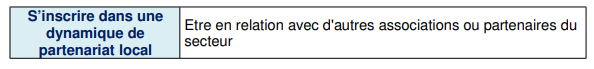 S'inscrire dans une
dynamique de
partenariat local
Etre en relation avec d'autres associations ou partenaires du
secteur